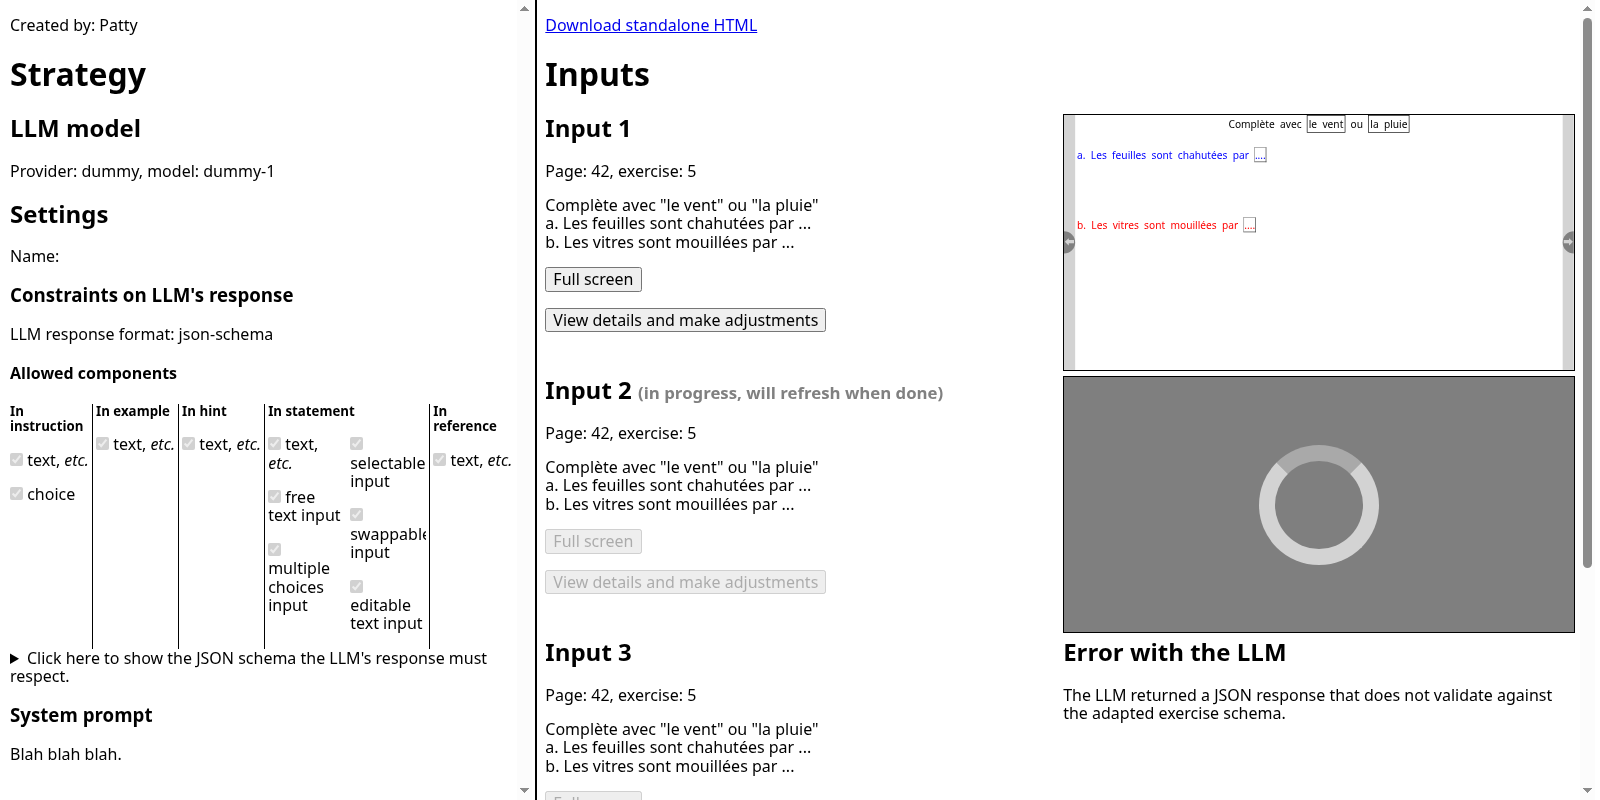 Created by: Patty
Strategy
LLM model
Provider: dummy, model: dummy-1
Settings
Name:
Constraints on LLM's response
LLM response format: json-schema
Allowed components
In instruction
text, etc.
choice
In example
text, etc.
In hint
text, etc.
In statement
text, etc.
free text input
multiple choices input
selectable input
swappable input
editable text input
In reference
text, etc.
Click here to show the JSON schema the LLM's response must
respect.
System prompt
Blah blah blah.
Download standalone HTML
Inputs
Input 1
Page: 42, exercise: 5
Complète avec "le vent" ou "la pluie"
a. Les feuilles sont chahutées par ...
b. Les vitres sont mouillées par ...
Full screen
View details and make adjustments
Complète avec le vent ou la pluie
a. Les feuilles sont chahutées par ....
b. Les vitres sont mouillées par ....
Input 2 (in progress, will refresh when done)
Page: 42, exercise: 5
Complète avec "le vent" ou "la pluie"
a. Les feuilles sont chahutées par ...
b. Les vitres sont mouillées par ...
Full screen
View details and make adjustments
Input 3
Page: 42, exercise: 5
Complète avec "le vent" ou "la pluie"
a. Les feuilles sont chahutées par ...
b. Les vitres sont mouillées par ...
Error with the LLM
The LLM returned a JSON response that does not validate against
the adapted exercise schema.